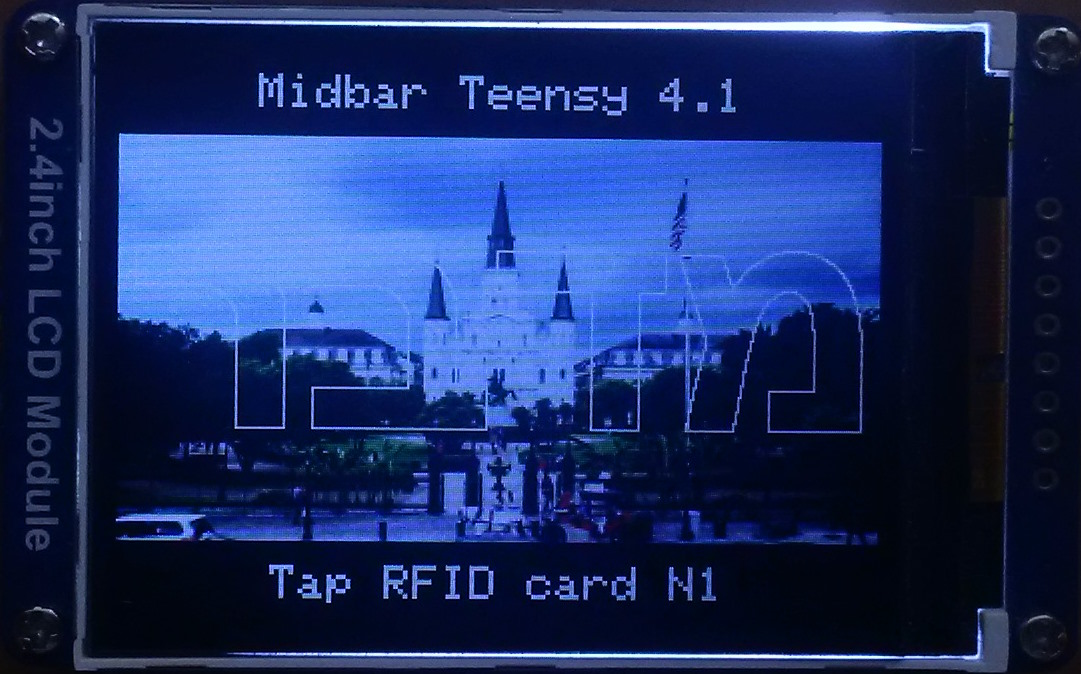 2.4inch LCD Module
Midbar Teensy 4.1
מדבר
Tap RFID card N1